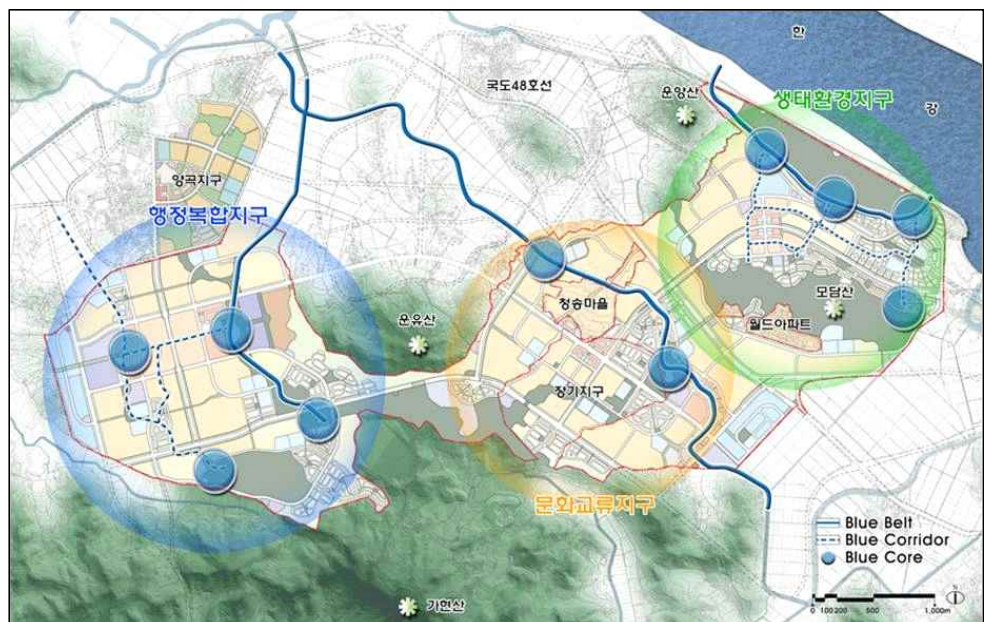 한
강
국도48호선
운양산
생태환경지구
양곡지구
행정복합지구
청송마을
모담산
월드아파트
운유산
장기지구
문화교류지구
Blue Belt
Blue Corridor
Blue Core
가현산
0 100 200 500 1,000m